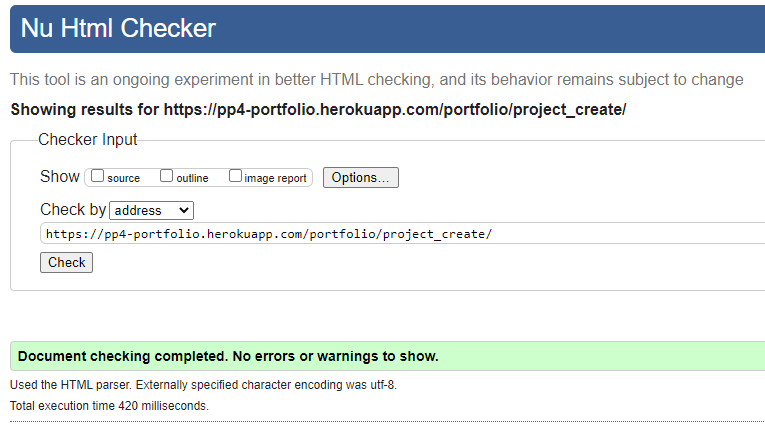 Nu Html Checker
This tool is an ongoing experiment in better HTML checking, and its behavior remains subject to change
Showing results for https://pp4-portfolio.herokuapp.com/portfolio/project_create/
Checker Input
Show source outline image report Options...
Check by address
https://pp4-portfolio.herokuapp.com/portfolio/project_create/
Check
Document checking completed. No errors or warnings to show.
Used the HTML parser. Externally specified character encoding was utf-8.
Total execution time 420 milliseconds.